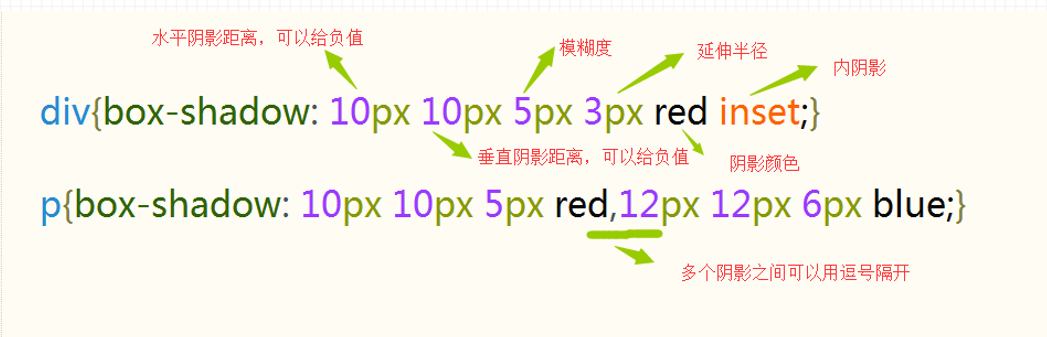 水平阴影距离，可以给负值
模糊度
延伸半径
内阴影
div{box-shadow: 10px 10px 5px 3px red inset;}
垂直阴影距离，可以给负值
阴影颜色
p{box-shadow: 10px 10px 5px red,12px 12px 6px blue;}
多个阴影之间可以用逗号隔开